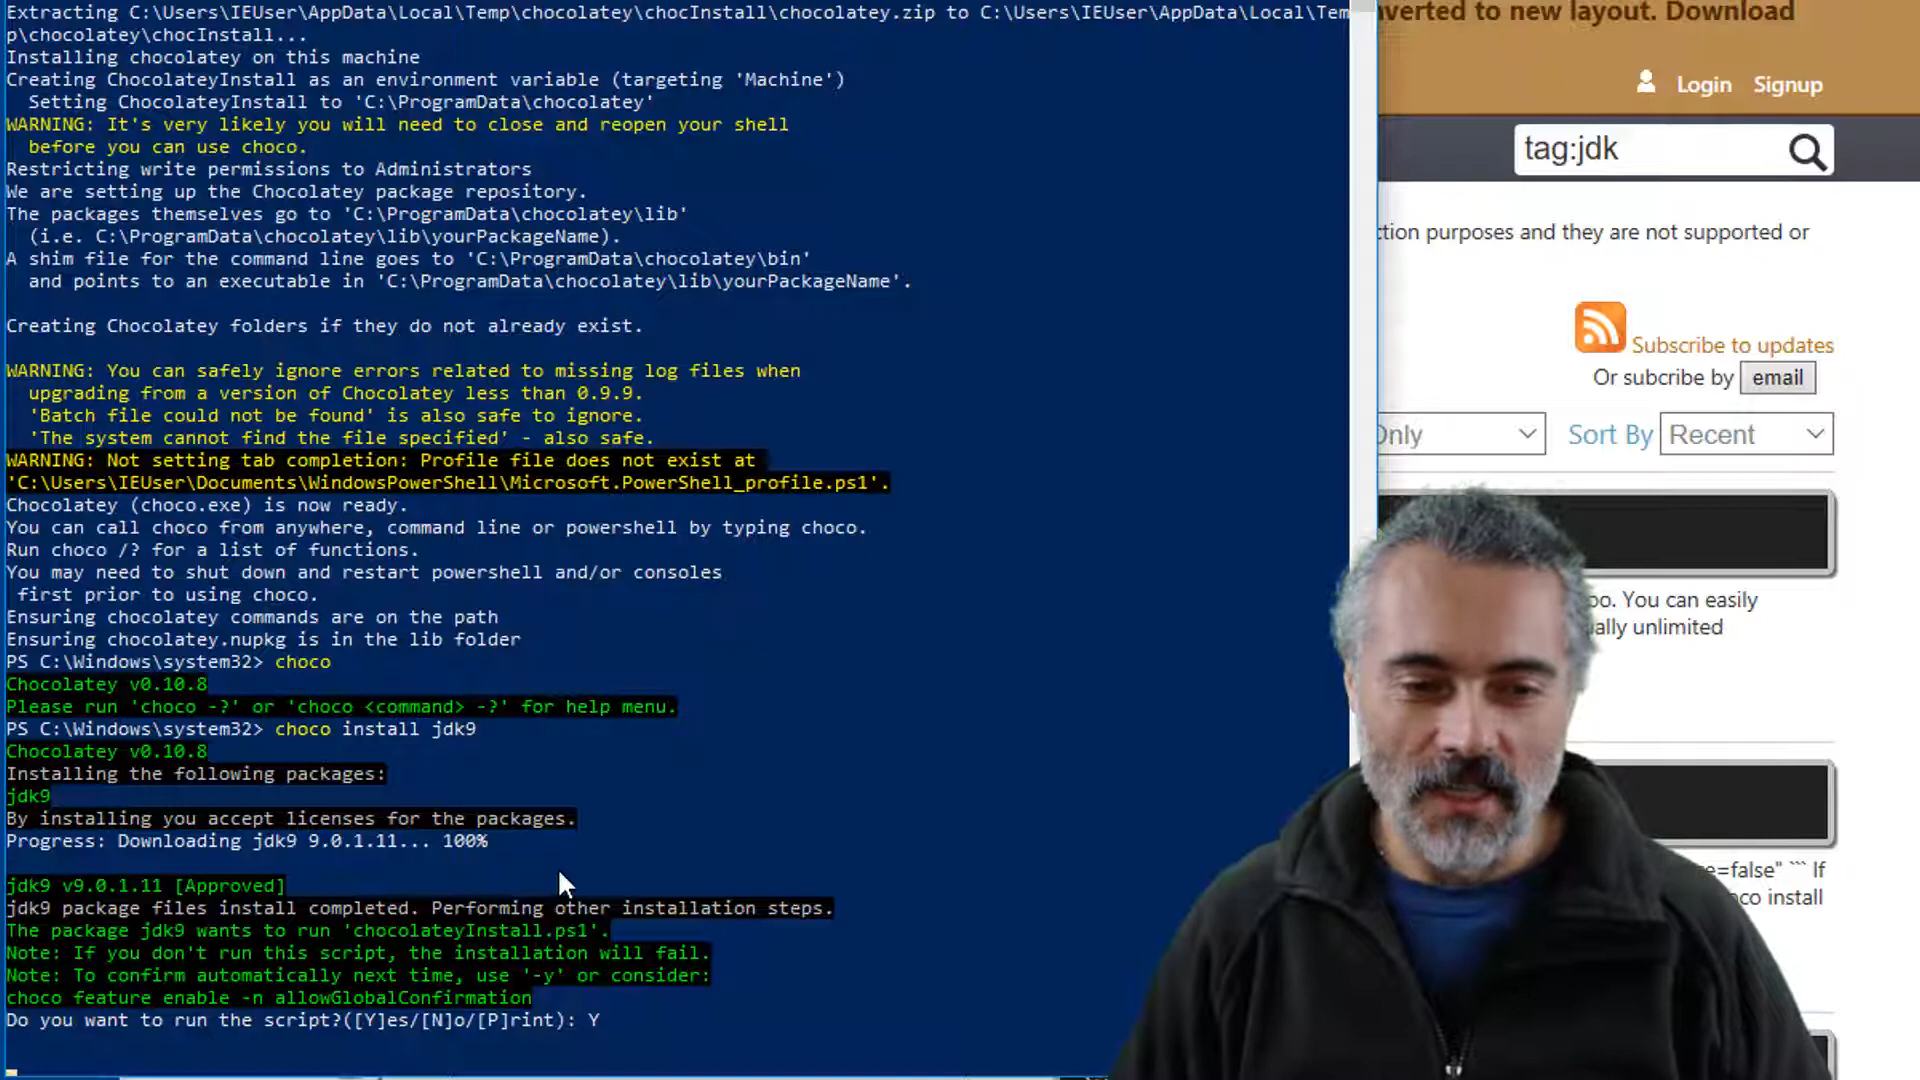 Extracting C:\Users\IEUser\AppData\Local\Temp\chocolatey\chocInstall\chocolatey.zip to C:\Users\IEUser\AppData\Local\Tem
p\chocolatey\chocInstall...
Installing chocolatey on this machine
Creating ChocolateyInstall as an environment variable (targeting 'Machine')
Setting ChocolateyInstall to 'C:\ProgramData\chocolatey'
WARNING: It's very likely you will need to close and reopen your shell
before you can use choco.
Restricting write permissions to Administrators
We are setting up the Chocolatey package repository.
The packages themselves go to 'C:\ProgramData\chocolatey\lib'
(i.e. C:\ProgramData\chocolatey\lib\yourPackageName).
A shim file for the command line goes to 'C:\ProgramData\chocolatey\bin'
and points to an executable in 'C:\ProgramData\chocolatey\lib\yourPackageName'.
Creating Chocolatey folders if they do not already exist.
WARNING: You can safely ignore errors related to missing log files when
upgrading from a version of Chocolatey less than 0.9.9.
'Batch file could not be found' is also safe to ignore.
'The system cannot find the file specified' - also safe.
WARNING: Not setting tab completion: Profile file does not exist at
'C:\Users\IEUser\Documents\WindowsPowerShell\Microsoft.PowerShell_profile.ps1'.
Chocolatey (choco.exe) is now ready.
You can call choco from anywhere, command line or powershell by typing choco.
Run choco /? for a list of functions.
You may need to shut down and restart powershell and/or consoles
first prior to using choco.
Ensuring chocolatey commands are on the path
Ensuring chocolatey.nupkg is in the lib folder
PS C:\Windows\system32> choco
Chocolatey v0.10.8
Please run 'choco -?' or 'choco <command> -?' for help menu.
PS C:\Windows\system32> choco install jdk9
Chocolatey v0.10.8
Installing the following packages:
jdk9
By installing you accept licenses for the packages.
Progress: Downloading jdk9 9.0.1.11... 100%
jdk9 v9.0.1.11 [Approved]
jdk9 package files install completed. Performing other installation steps.
The package jdk9 wants to run 'chocolateyInstall.ps1'.
Note: If you don't run this script, the installation will fail.
Note: To confirm automatically next time, use '-y' or consider:
choco feature enable -n allowGlobalConfirmation
Do you want to run the script?([Y]es/[N]o/[P]rint): Y
verted to new layout. Download
Login Signup
tag:jdk
ction purposes and they are not supported or
Subscribe to updates
Or subcribe by email
Only Sort By Recent
oo. You can easily
ually unlimited
e=false" ``` If
oco install